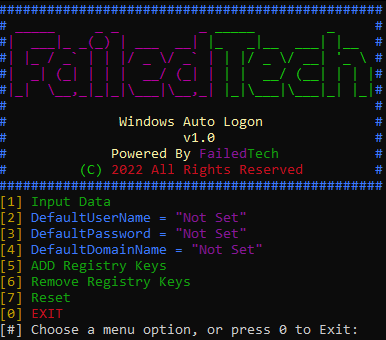 FailedTech
Windows Auto Logon
v1.0
Powered By FailedTech
(C) 2022 All Rights Reserved
[1] Input Data
[2] DefaultUserName = "Not Set"
[3] DefaultPassword = "Not Set"
[4] DefaultDomainName = "Not Set"
[5] ADD Registry Keys
[6] Remove Registry Keys
[7] Reset
[0] EXIT
[#] Choose a menu option, or press 0 to Exit: